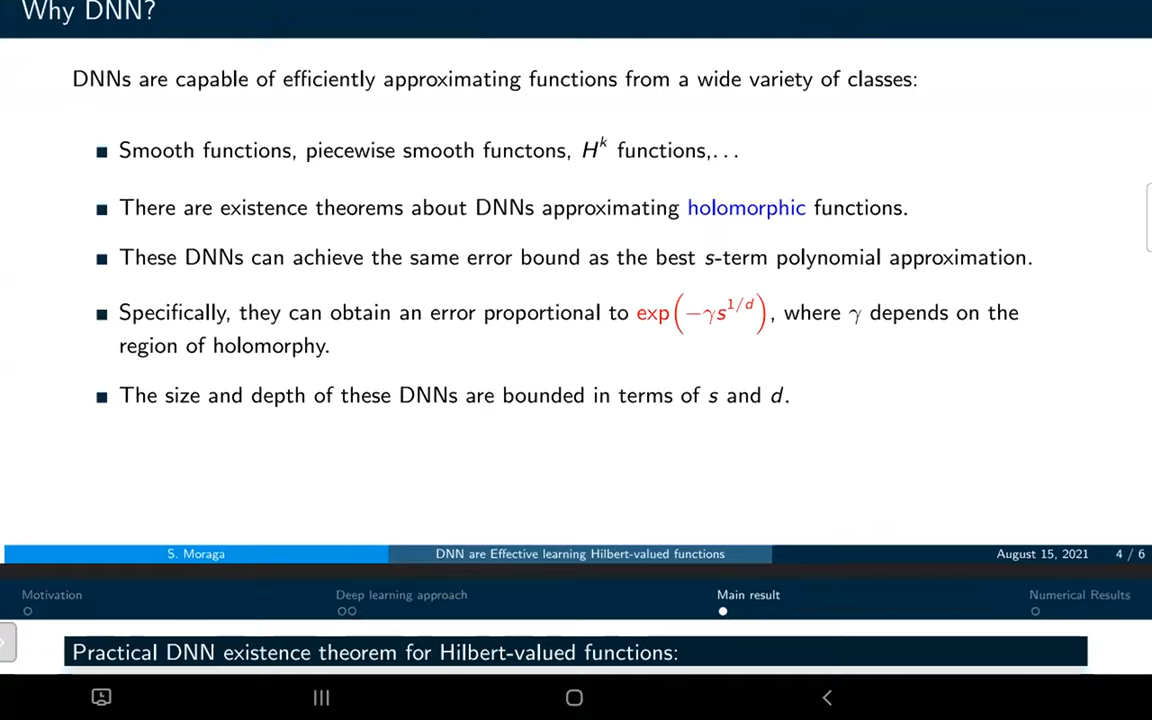 Why DNN?
DNNs are capable of efficiently approximating functions from a wide variety of classes:
■ Smooth functions, piecewise smooth functons, H^k functions,...
■ There are existence theorems about DNNs approximating holomorphic functions.
■ These DNNs can achieve the same error bound as the best s-term polynomial approximation.
■ Specifically, they can obtain an error proportional to exp(−γs^{1/d}), where γ depends on the
region of holomorphy.
■ The size and depth of these DNNs are bounded in terms of s and d.
S. Moraga DNN are Effective learning Hilbert-valued functions August 15, 2021 4 / 6
Motivation Deep learning approach Main result Numerical Results
Practical DNN existence theorem for Hilbert-valued functions: